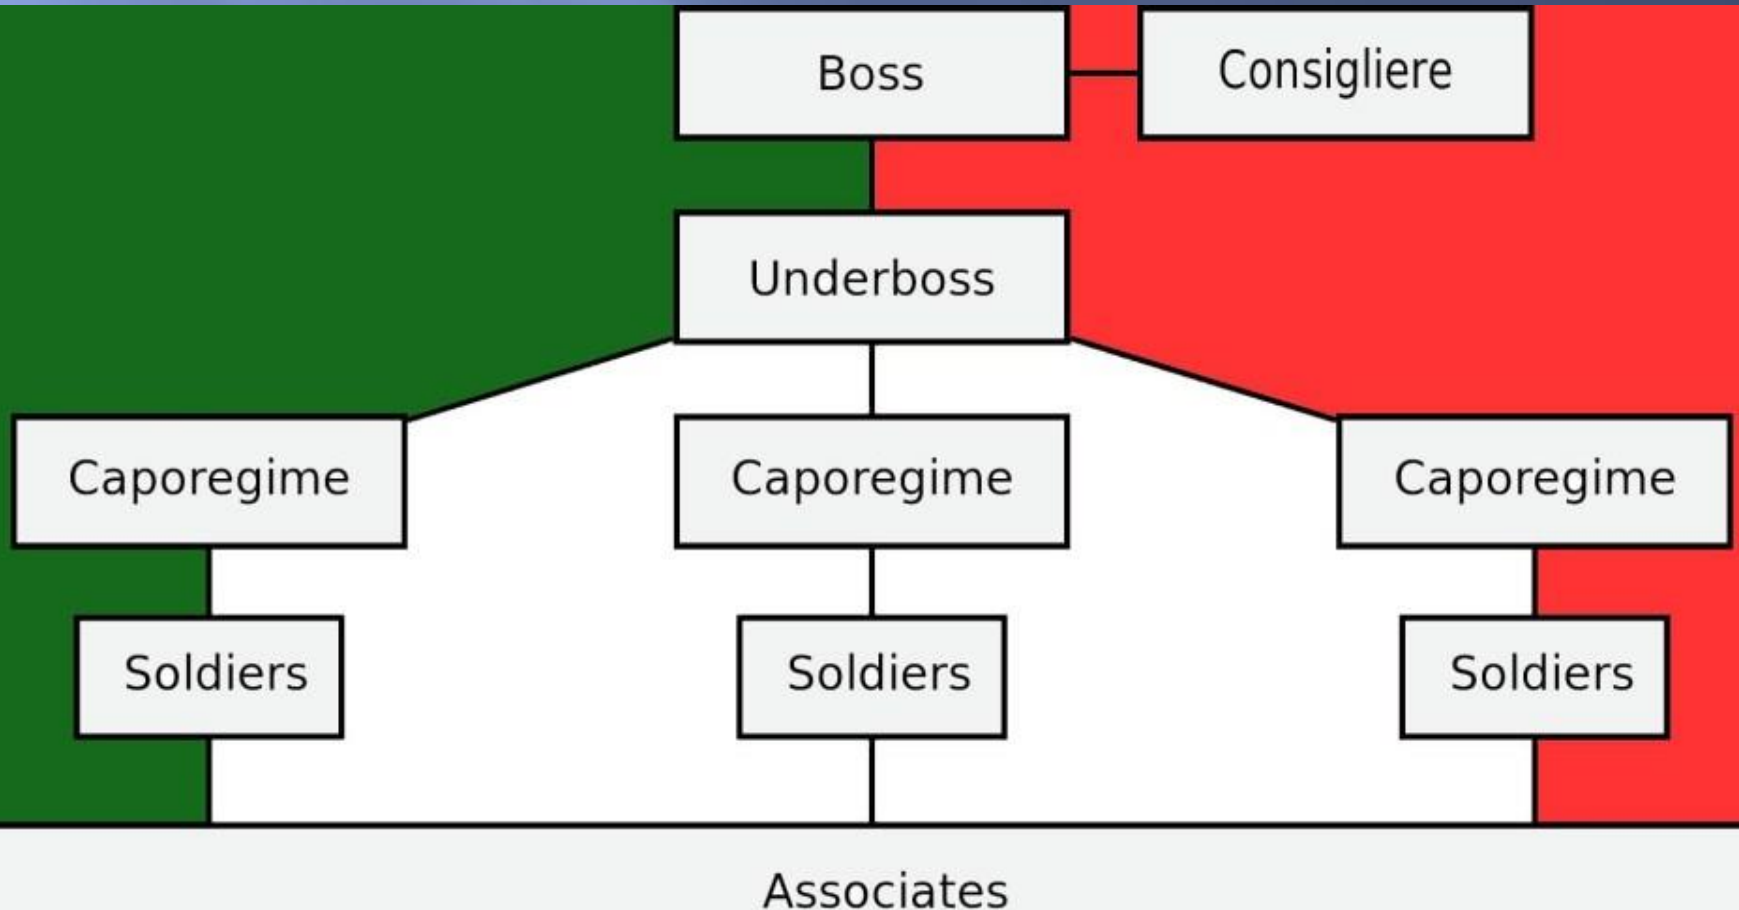 Boss
Consigliere
Underboss
Caporegime
Caporegime
Caporegime
Soldiers
Soldiers
Soldiers
Associates